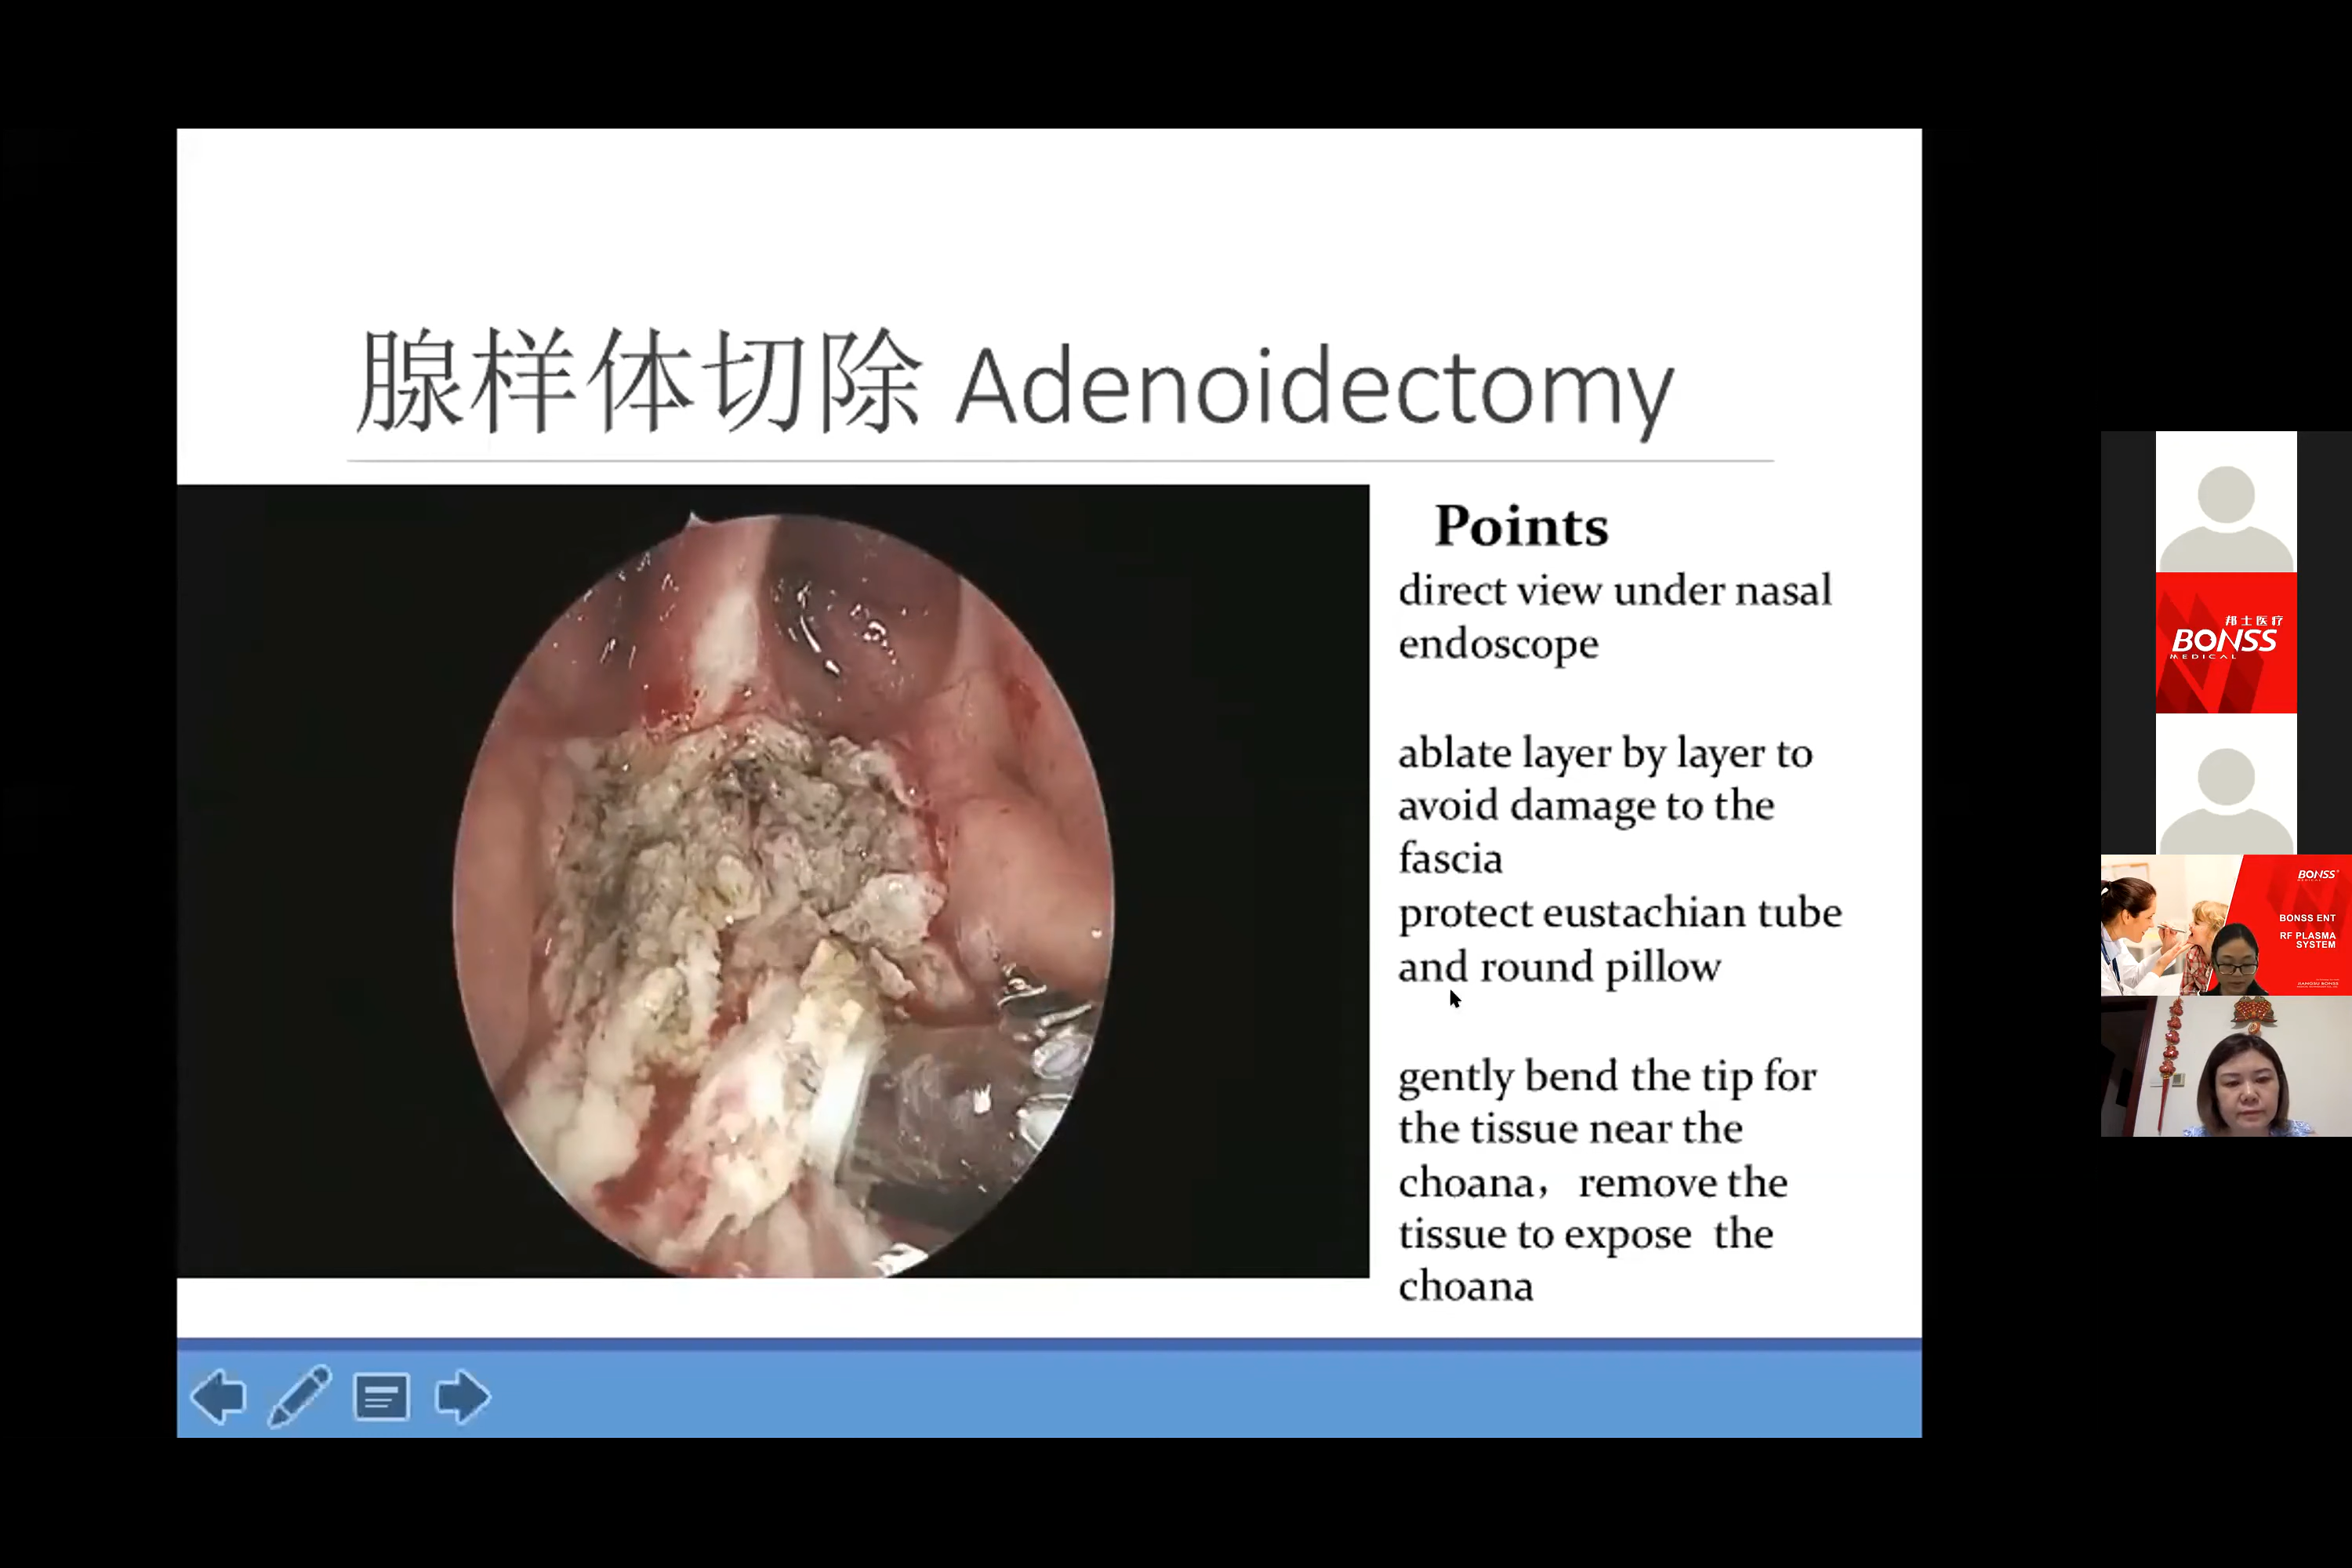 腺样体切除 Adenoidectomy
Points
direct view under nasal
endoscope
ablate layer by layer to
avoid damage to the
fascia
protect eustachian tube
and round pillow
gently bend the tip for
the tissue near the
choana，remove the
tissue to expose the
choana
邦士医疗
BONSS
MEDICAL
BONSS
BONSS ENT
RF PLASMA
SYSTEM